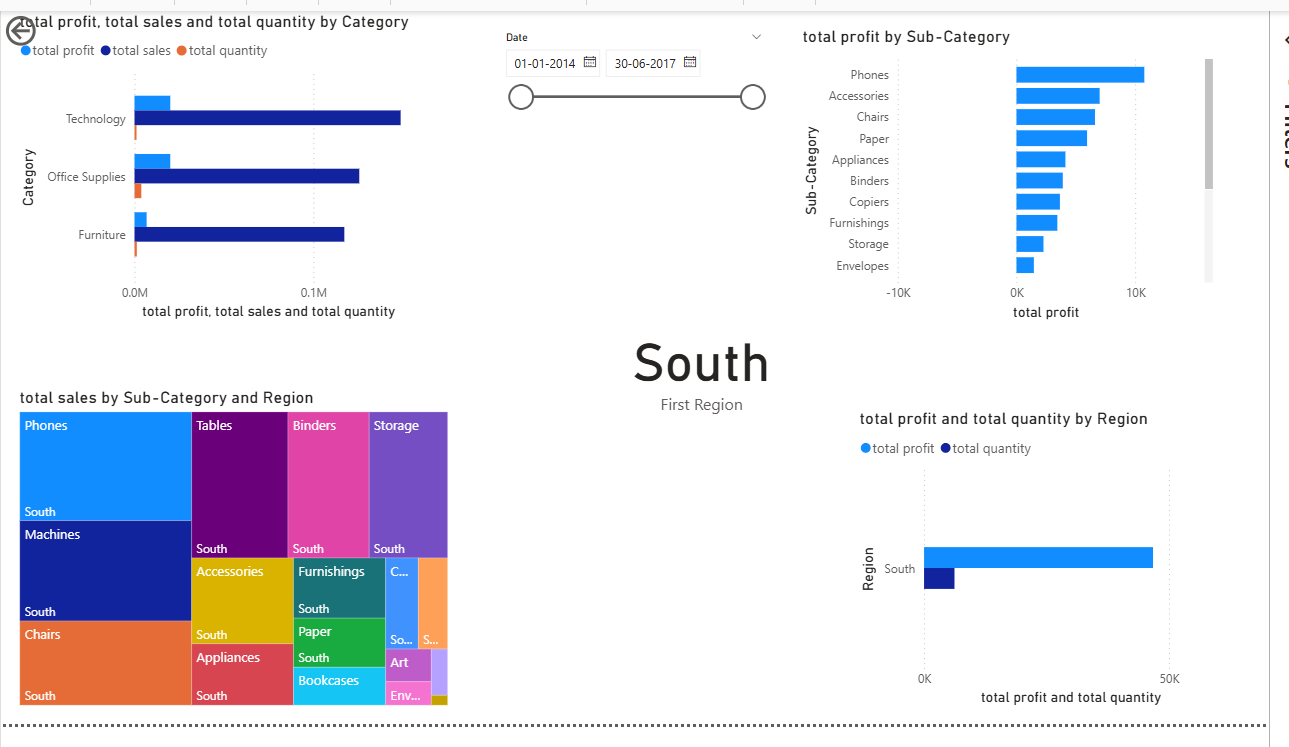 total profit, total sales and total quantity by Category
total profit total sales total quantity
Category
Technology
Office Supplies
Furniture
0.0M 0.1M
total profit, total sales and total quantity
Date
01-01-2014 30-06-2017
total profit by Sub-Category
Sub-Category
Phones
Accessories
Chairs
Paper
Appliances
Binders
Copiers
Furnishings
Storage
Envelopes
-10K 0K 10K
total profit
South
First Region
total sales by Sub-Category and Region
Phones
South
Machines
South
Chairs
South
Tables
South
Binders
South
Storage
South
Accessories
South
Appliances
South
Furnishings
South
Paper
South
Bookcases
C...
So...
S...
Art
Env...
total profit and total quantity by Region
total profit total quantity
Region
South
0K 50K
total profit and total quantity